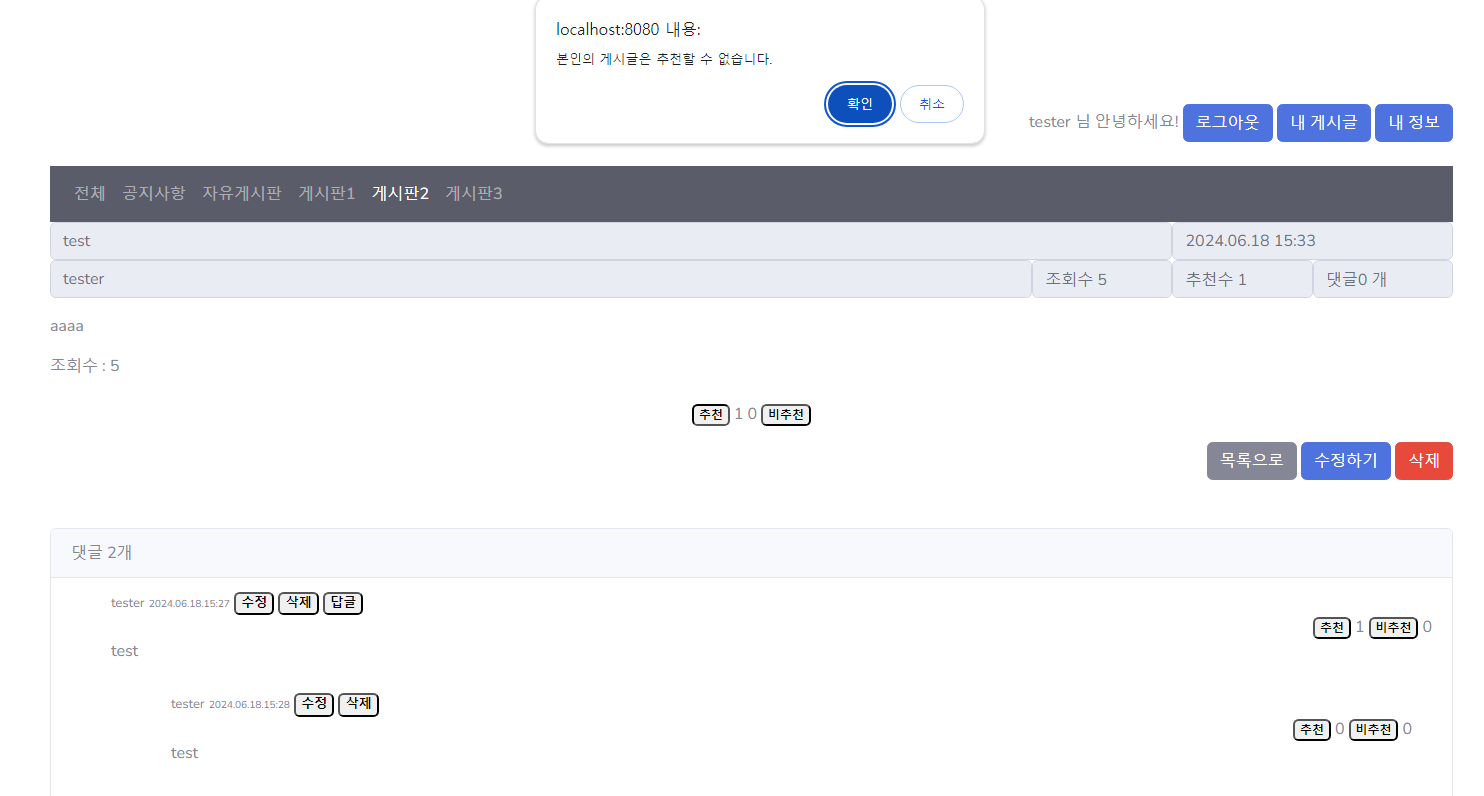 localhost:8080 내용:
본인의 게시글은 추천할 수 없습니다.
확인 취소
tester 님 안녕하세요! 로그아웃 내 게시글 내 정보
전체 공지사항 자유게시판 게시판1 게시판2 게시판3
test 2024.06.18 15:33
tester 조회수 5 추천수 1 댓글0 개
aaaa
조회수 : 5
추천 1 0 비추천
목록으로 수정하기 삭제
댓글 2개
tester 2024.06.18.15:27 수정 삭제 답글
추천 1 비추천 0
test
tester 2024.06.18.15:28 수정 삭제
추천 0 비추천 0
test